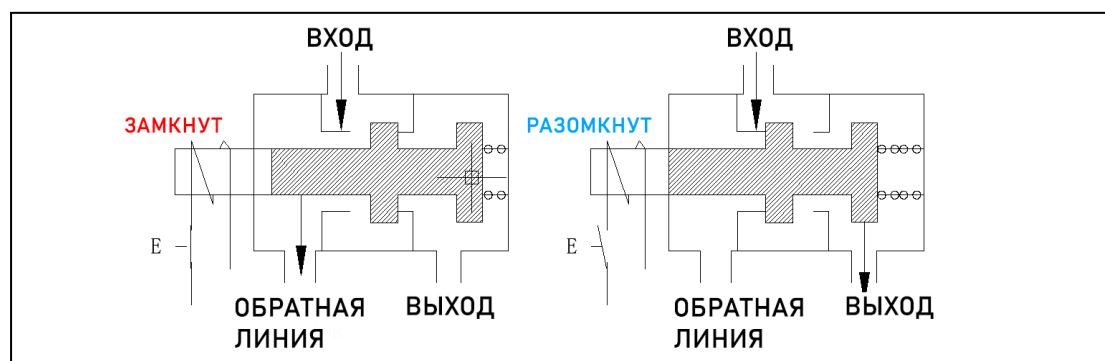 ВХОД
ЗАМКНУТ
E
ОБРАТНАЯ
ЛИНИЯ
ВЫХОД
ВХОД
РАЗОМКНУТ
E
ОБРАТНАЯ
ЛИНИЯ
ВЫХОД